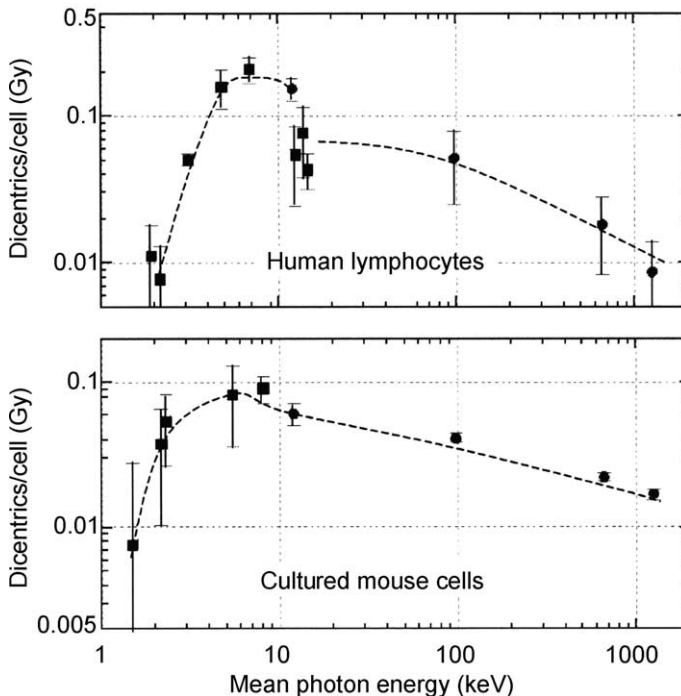 0.5
0.1
0.01
Dicentrics/cell (Gy)
Human lymphocytes
0.1
0.01
0.005
Dicentrics/cell (Gy)
Cultured mouse cells
1 10 100 1000
Mean photon energy (keV)